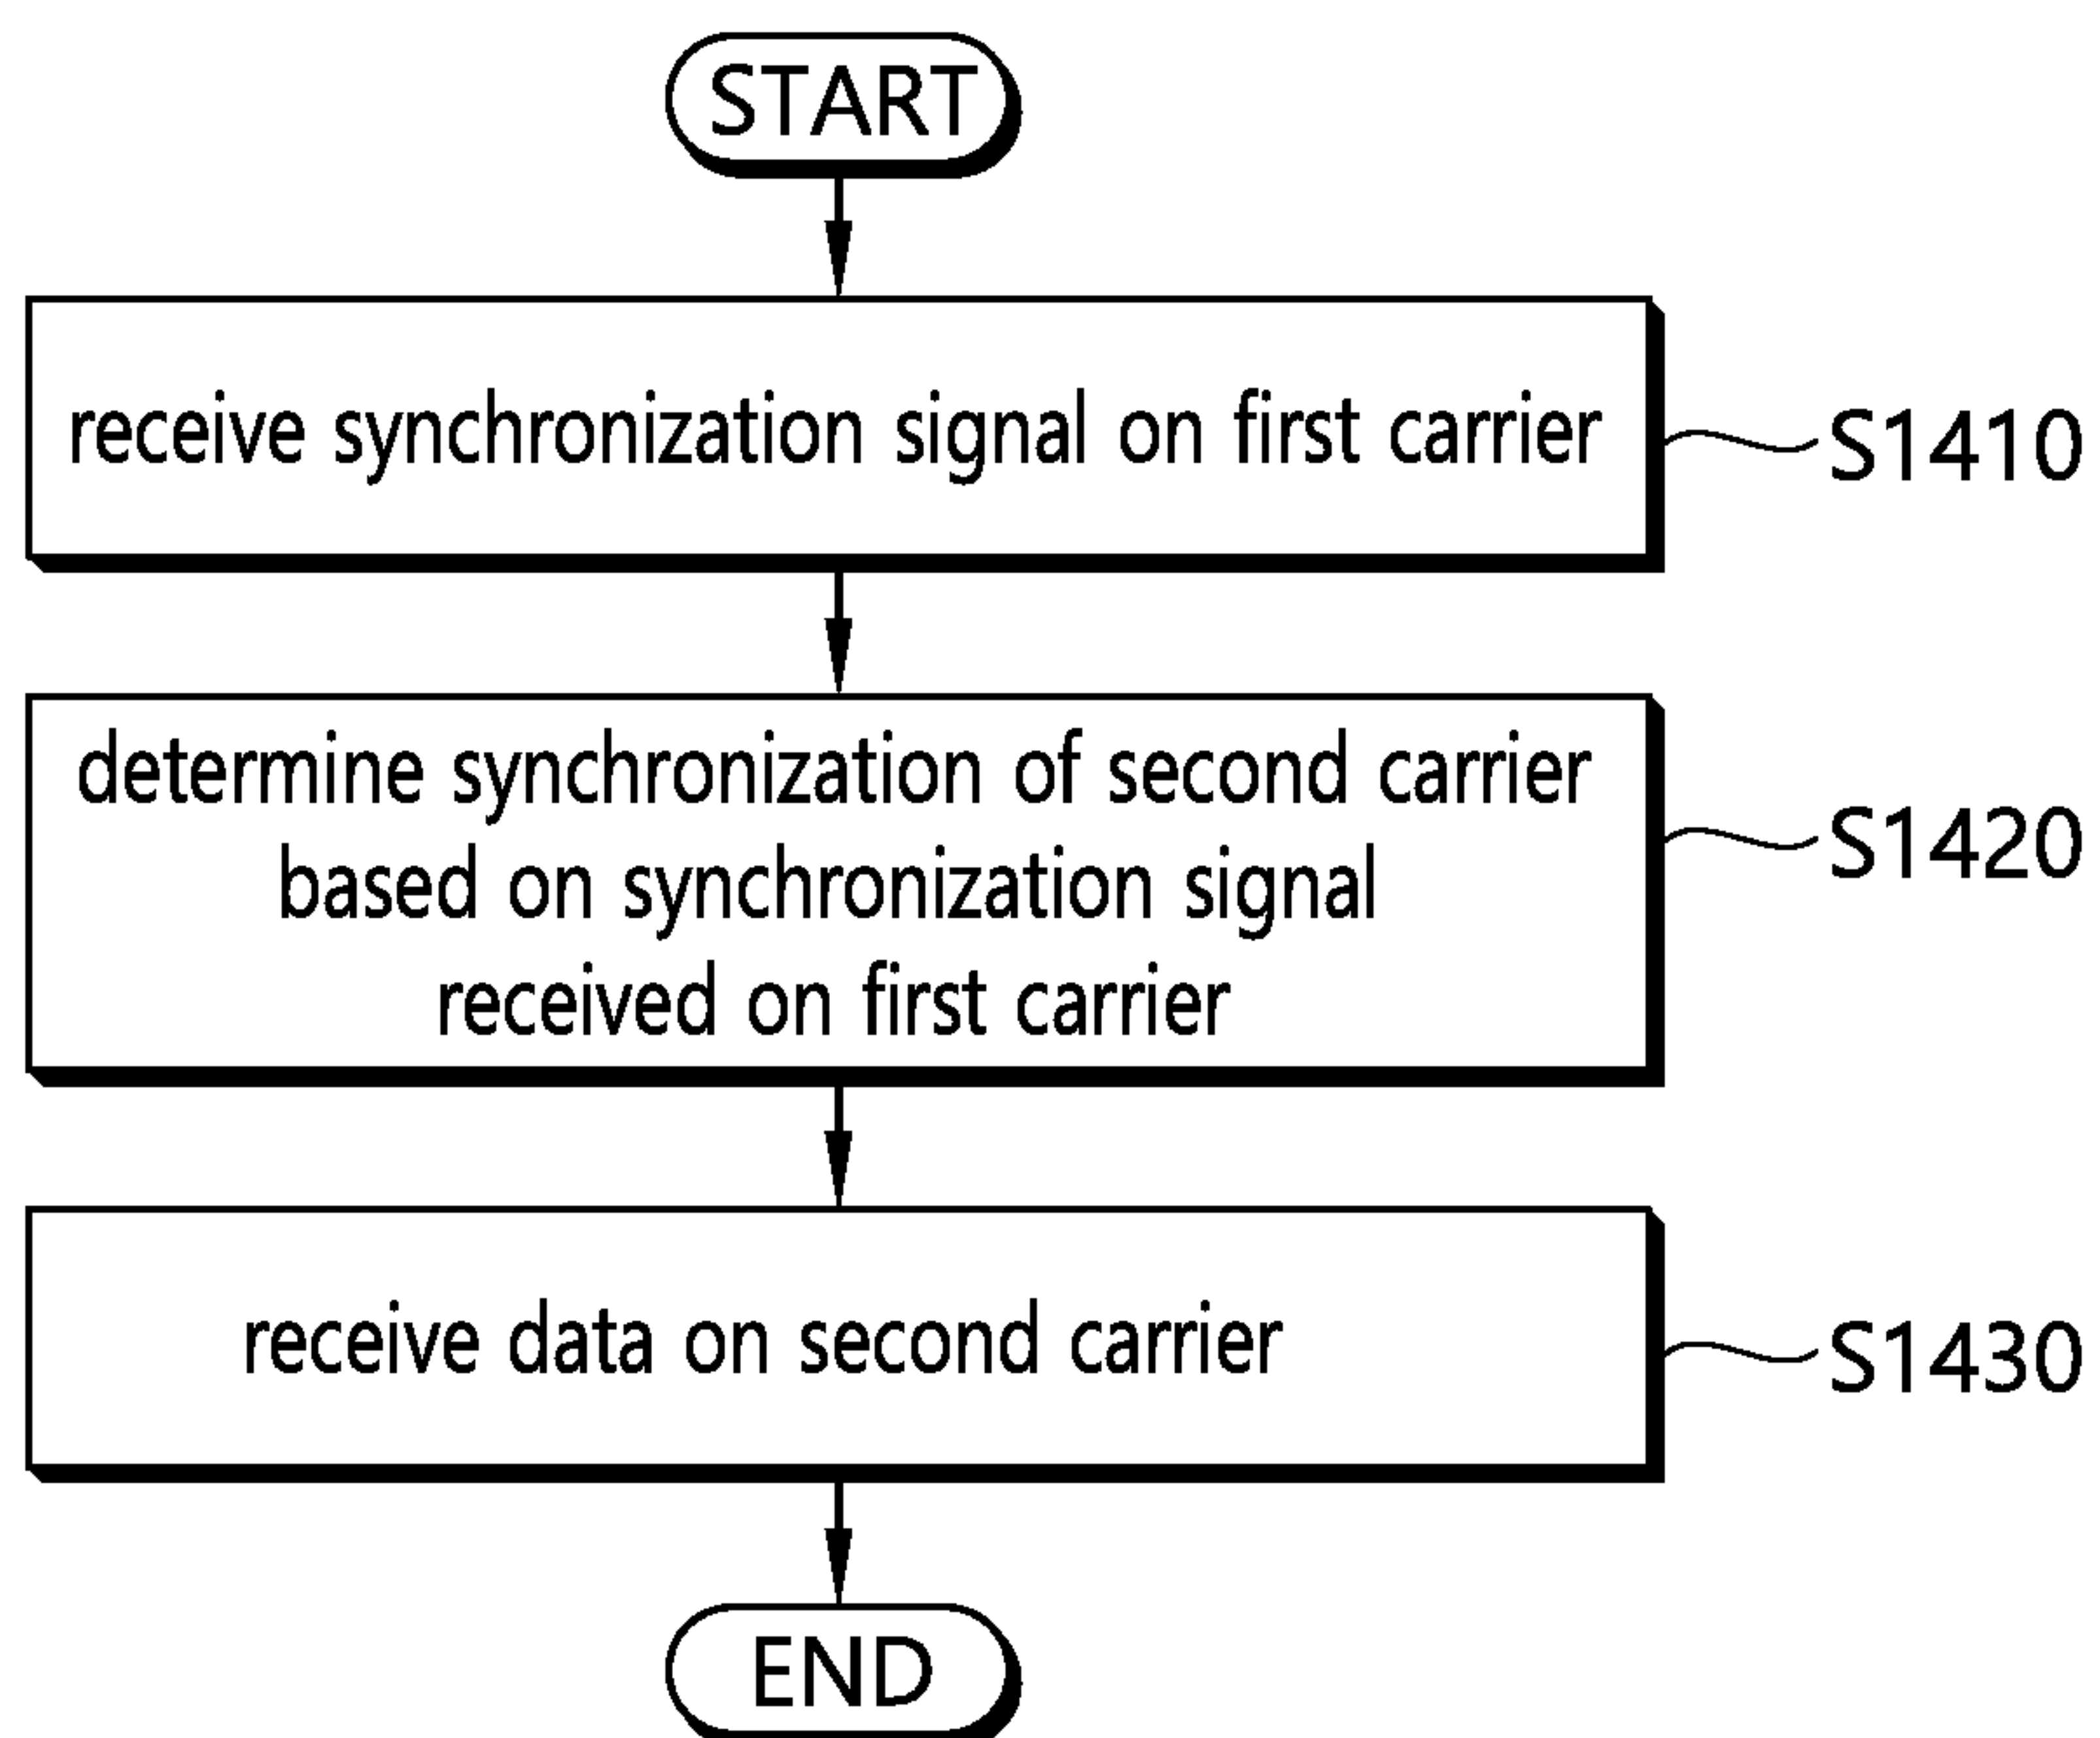 START
receive synchronization signal on first carrier
S1410
determine synchronization of second carrier
based on synchronization signal
received on first carrier
S1420
receive data on second carrier
S1430
END